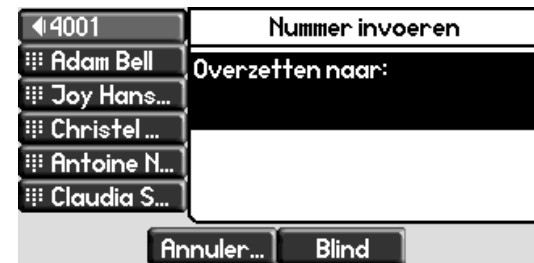 4001
Adam Bell
Joy Hans...
Christel ...
Antoine N...
Claudia S...
Nummer invoeren
Overzetten naar:
Annuler...
Blind